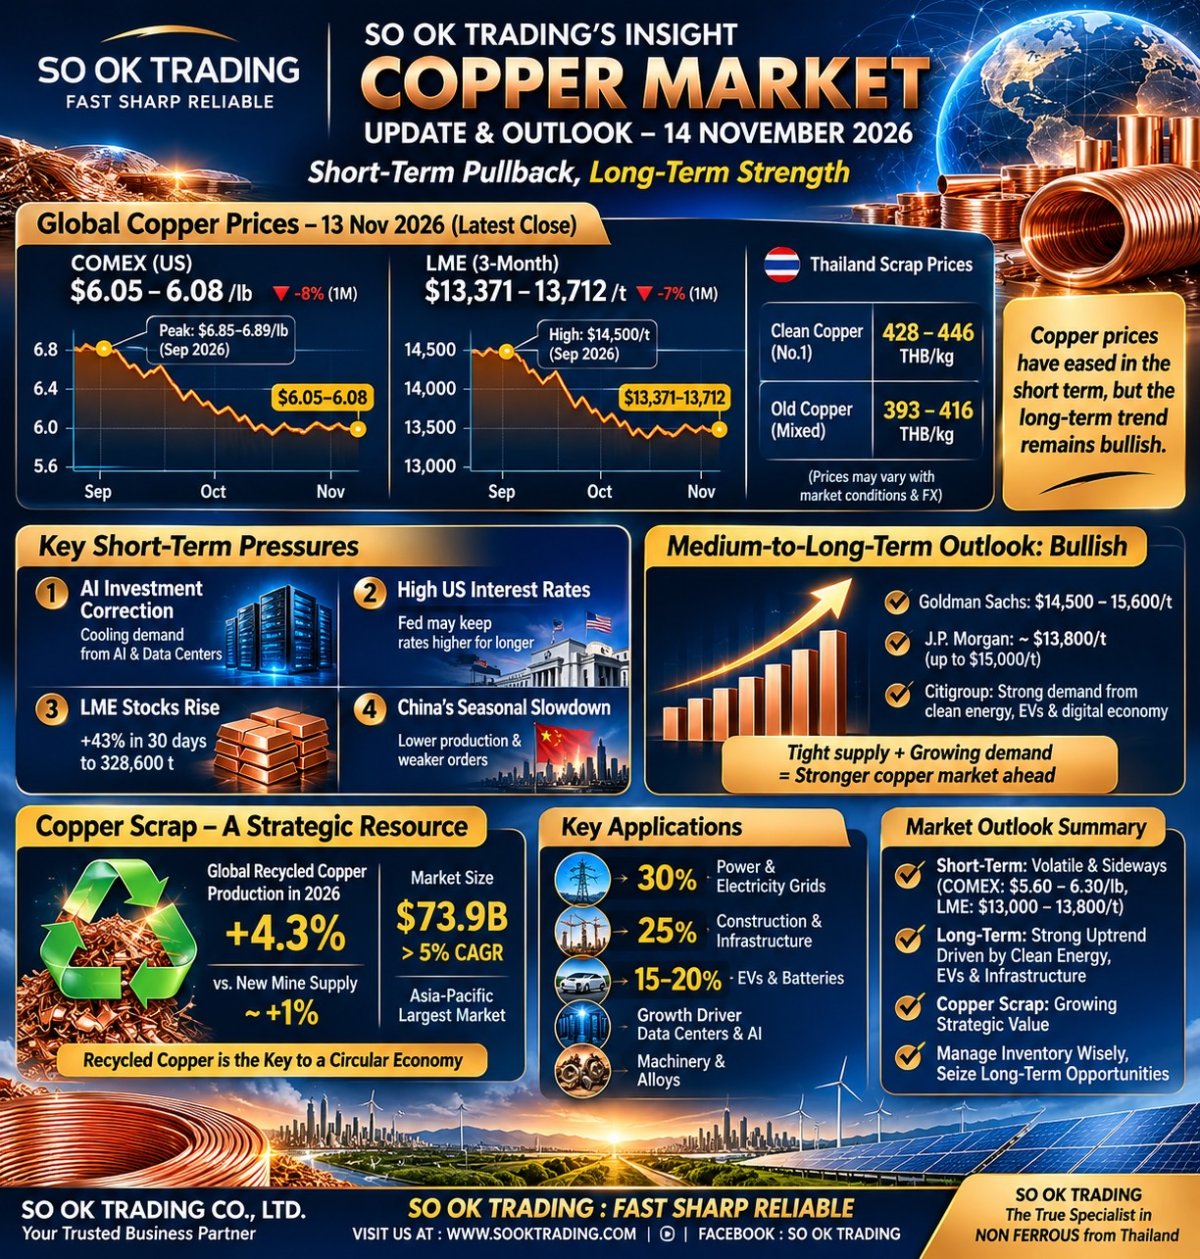 SO OK TRADING
FAST SHARP RELIABLE
SO OK TRADING'S INSIGHT
COPPER MARKET
UPDATE & OUTLOOK – 14 NOVEMBER 2026
Short-Term Pullback, Long-Term Strength
Global Copper Prices – 13 Nov 2026 (Latest Close)
COMEX (US)
$6.05 – 6.08 /lb ▼ -8% (1M)
Peak: $6.85–6.89/lb
(Sep 2026)
6.8
6.4
6.0
5.6
$6.05–6.08
Sep Oct Nov
LME (3-Month)
$13,371 – 13,712 /t ▼ -7% (1M)
High: $14,500/t
(Sep 2026)
14,500
14,000
13,500
13,000
$13,371–13,712
Sep Oct Nov
Thailand Scrap Prices
Clean Copper
(No.1)
428 – 446
THB/kg
Old Copper
(Mixed)
393 – 416
THB/kg
(Prices may vary with
market conditions & FX)
Copper prices
have eased in the
short term, but the
long-term trend
remains bullish.
Key Short-Term Pressures
1
AI Investment
Correction
Cooling demand
from AI & Data Centers
2
High US Interest Rates
Fed may keep
rates higher for longer
3
LME Stocks Rise
+43% in 30 days
to 328,600 t
4
China's Seasonal Slowdown
Lower production &
weaker orders
Medium-to-Long-Term Outlook: Bullish
Goldman Sachs: $14,500 – 15,600/t
J.P. Morgan: ~ $13,800/t
(up to $15,000/t)
Citigroup: Strong demand from
clean energy, EVs & digital economy
Tight supply + Growing demand
= Stronger copper market ahead
Copper Scrap – A Strategic Resource
Global Recycled Copper
Production in 2026
+4.3%
vs. New Mine Supply
~ +1%
Market Size
$73.9B
> 5% CAGR
Asia-Pacific
Largest Market
Recycled Copper is the Key to a Circular Economy
Key Applications
30% Power &
Electricity Grids
25% Construction &
Infrastructure
15–20% · EVs & Batteries
Growth Driver
Data Centers & AI
Machinery &
Alloys
Market Outlook Summary
Short-Term: Volatile & Sideways
(COMEX: $5.60 – 6.30/lb,
LME: $13,000 – 13,800/t)
Long-Term: Strong Uptrend
Driven by Clean Energy,
EVs & Infrastructure
Copper Scrap: Growing
Strategic Value
Manage Inventory Wisely,
Seize Long-Term Opportunities
SO OK TRADING CO., LTD.
Your Trusted Business Partner
SO OK TRADING : FAST SHARP RELIABLE
VISIT US AT : WWW.SOOKTRADING.COM | | FACEBOOK : SO OK TRADING
SO OK TRADING
The True Specialist in
NON FERROUS from Thailand